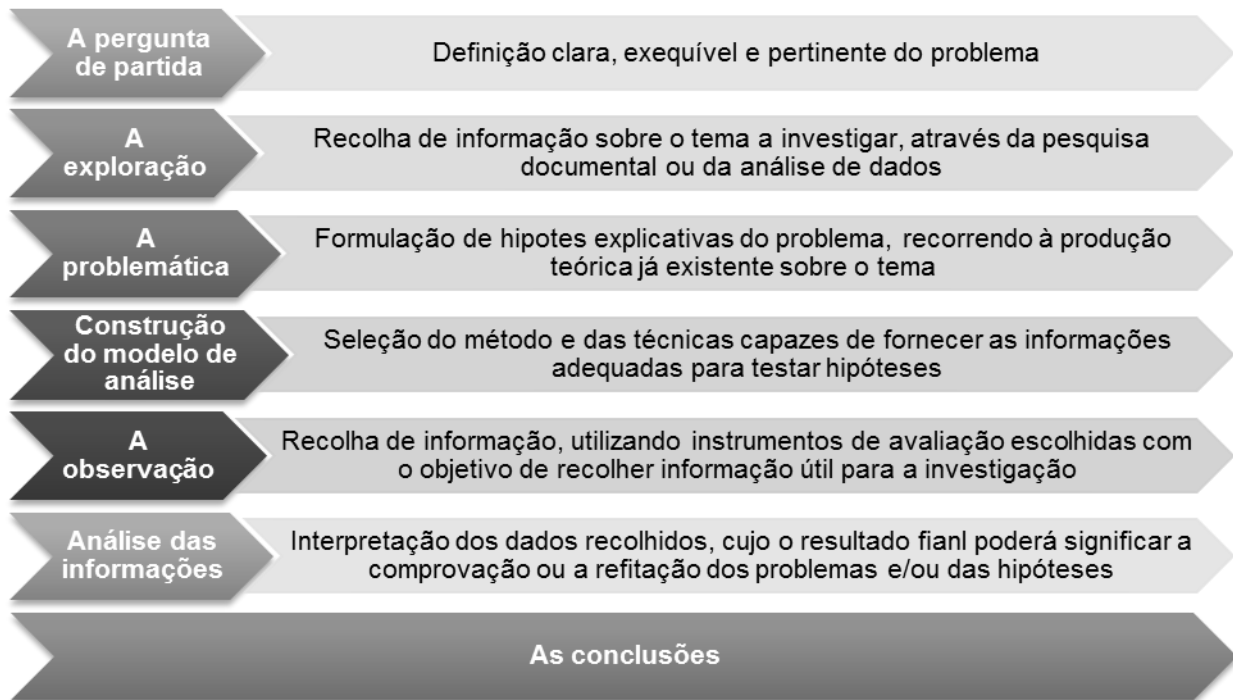 A pergunta
de partida
Definição clara, exequível e pertinente do problema
A
exploração
Recolha de informação sobre o tema a investigar, através da pesquisa
documental ou da análise de dados
A
problemática
Formulação de hipotes explicativas do problema, recorrendo à produção
teórica já existente sobre o tema
Construção
do modelo de
análise
Seleção do método e das técnicas capazes de fornecer as informações
adequadas para testar hipóteses
A
observação
Recolha de informação, utilizando instrumentos de avaliação escolhidas com
o objetivo de recolher informação útil para a investigação
Análise das
informações
Interpretação dos dados recolhidos, cujo o resultado fianl poderá significar a
comprovação ou a refitação dos problemas e/ou das hipóteses
As conclusões